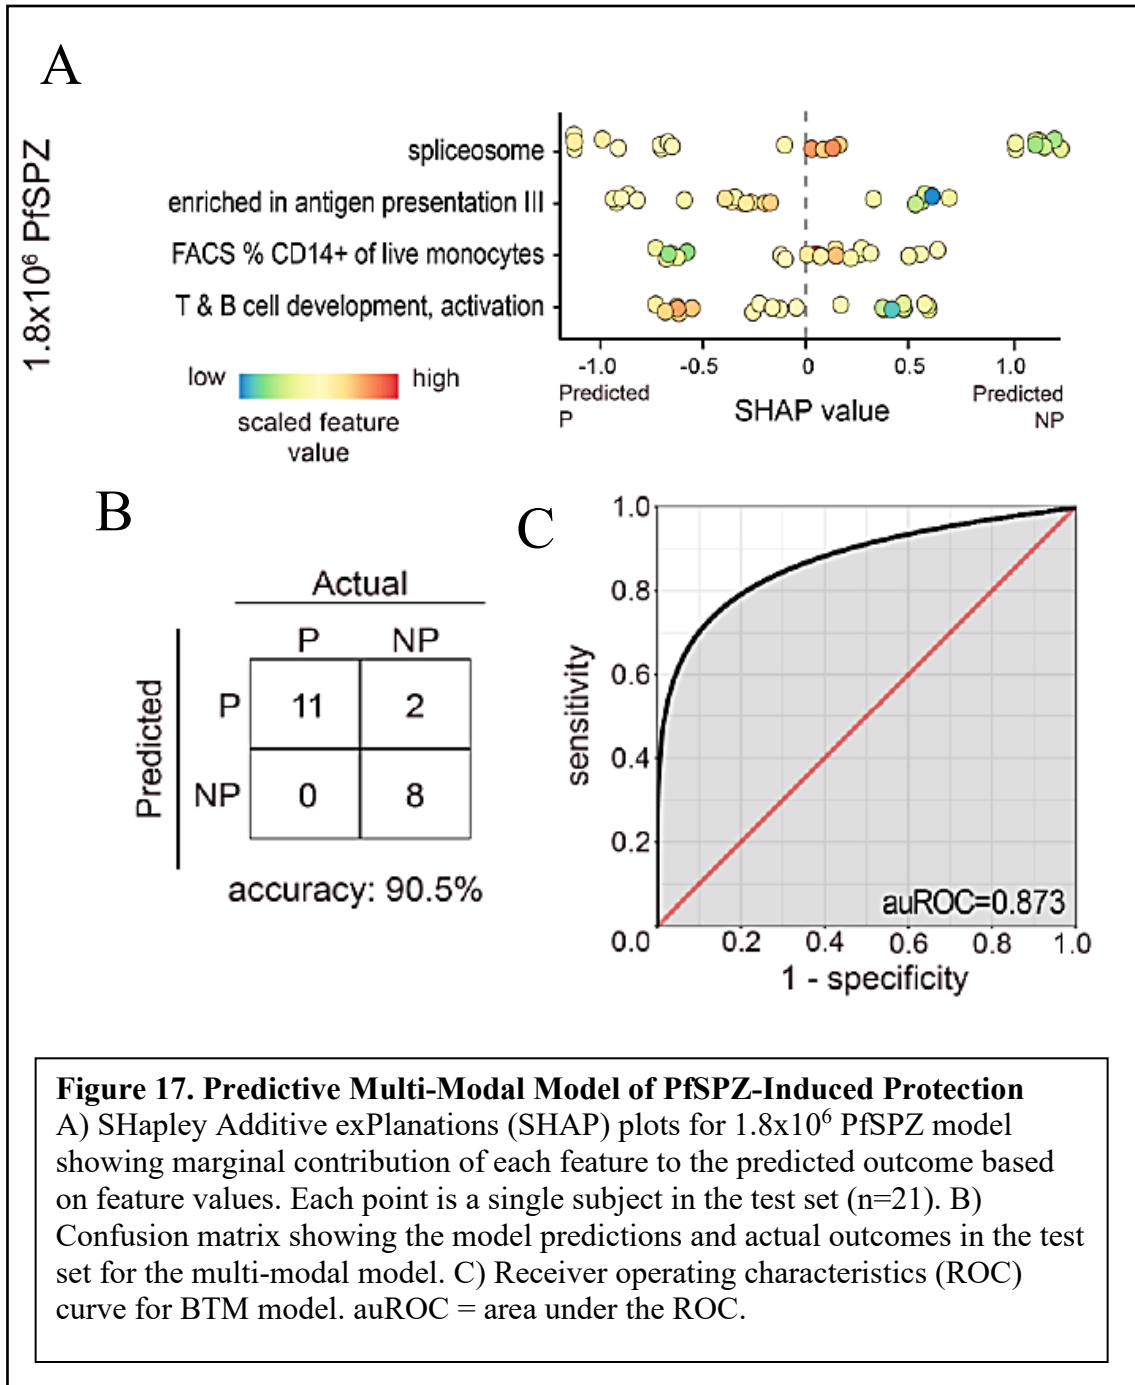 A
1.8x10⁶ PfSPZ
spliceosome
enriched in antigen presentation III
FACS % CD14+ of live monocytes
T & B cell development, activation
-1.0 -0.5 0 0.5 1.0
Predicted P
SHAP value
Predicted NP
low high
scaled feature
value
B
Actual
P NP
Predicted
P 11 2
NP 0 8
accuracy: 90.5%
C
sensitivity
1.0
0.8
0.6
0.4
0.2
0.0 0.2 0.4 0.6 0.8 1.0
auROC=0.873
1 - specificity
Figure 17. Predictive Multi-Modal Model of PfSPZ-Induced Protection
A) SHapley Additive exPlanations (SHAP) plots for 1.8x10⁶ PfSPZ model
showing marginal contribution of each feature to the predicted outcome based
on feature values. Each point is a single subject in the test set (n=21). B)
Confusion matrix showing the model predictions and actual outcomes in the test
set for the multi-modal model. C) Receiver operating characteristics (ROC)
curve for BTM model. auROC = area under the ROC.